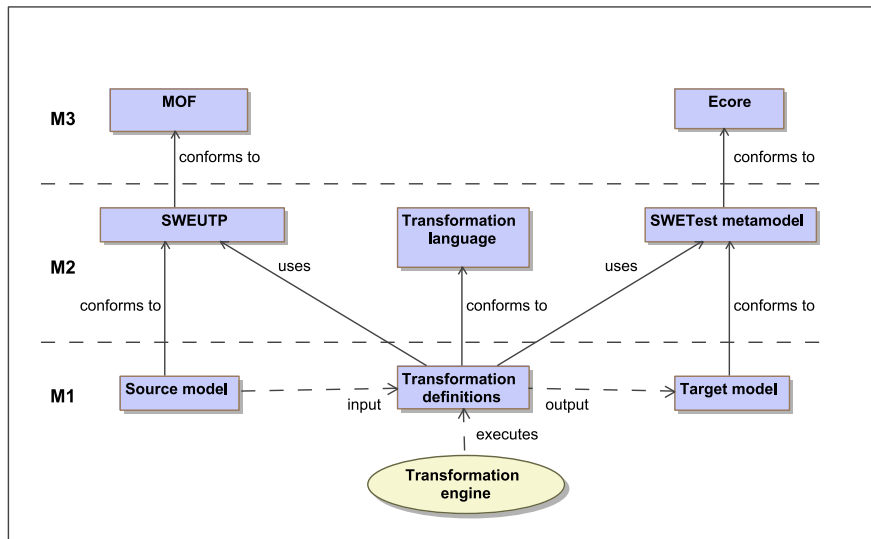 MOF
Ecore
M3
conforms to
conforms to
SWEUTP
Transformation
language
SWETest metamodel
M2
uses
uses
conforms to
conforms to
conforms to
Source model
Transformation
definitions
Target model
M1
input
output
executes
Transformation
engine